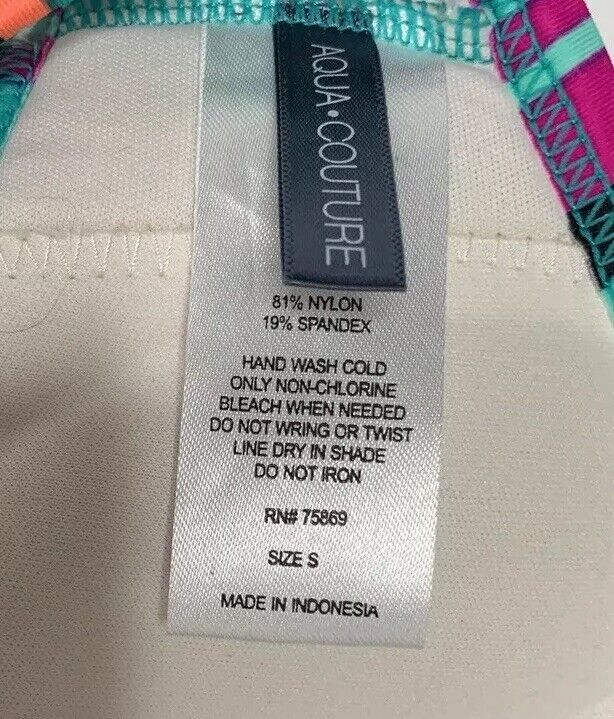 AQUA•COUTURE
81% NYLON
19% SPANDEX
HAND WASH COLD
ONLY NON-CHLORINE
BLEACH WHEN NEEDED
DO NOT WRING OR TWIST
LINE DRY IN SHADE
DO NOT IRON
RN# 75869
SIZE S
MADE IN INDONESIA